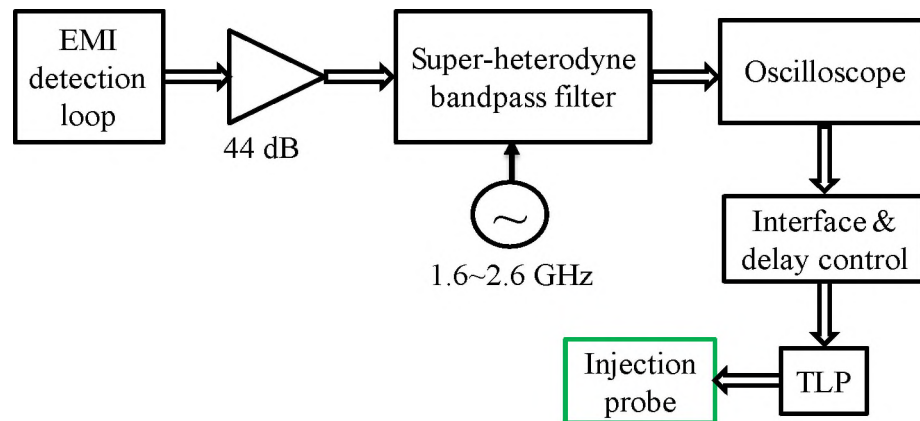 EMI
detection
loop
44 dB
Super-heterodyne
bandpass filter
~
1.6~2.6 GHz
Oscilloscope
Interface &
delay control
TLP
Injection
probe